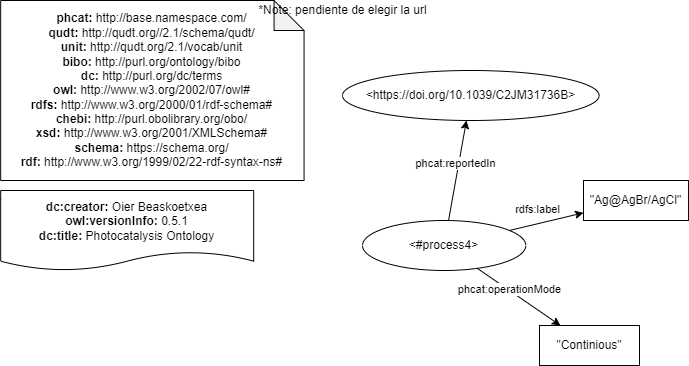 *Note: pendiente de elegir la url
phcat: http://base.namespace.com/
qudt: http://qudt.org//2.1/schema/qudt/
unit: http://qudt.org/2.1/vocab/unit
bibo: http://purl.org/ontology/bibo
dc: http://purl.org/dc/terms
owl: http://www.w3.org/2002/07/owl#
rdfs: http://www.w3.org/2000/01/rdf-schema#
chebi: http://purl.obolibrary.org/obo/
xsd: http://www.w3.org/2001/XMLSchema#
schema: https://schema.org/
rdf: http://www.w3.org/1999/02/22-rdf-syntax-ns#
dc:creator: Oier Beaskoetxea
owl:versionInfo: 0.5.1
dc:title: Photocatalysis Ontology
<https://doi.org/10.1039/C2JM31736B>
phcat:reportedIn
"Ag@AgBr/AgCl"
rdfs:label
<#process4>
phcat:operationMode
"Continious"